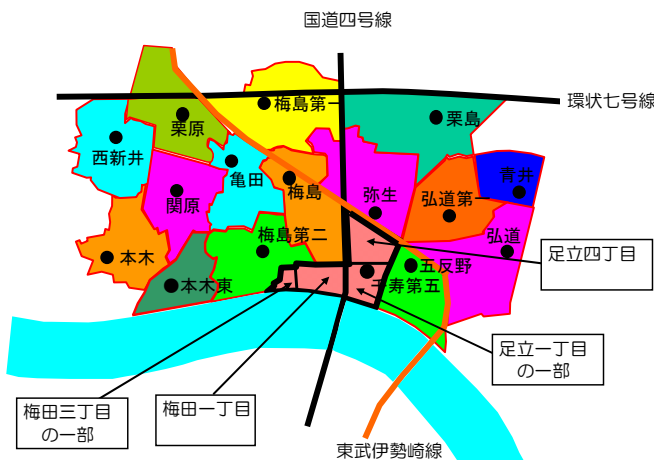 国道四号線
環状七号線
梅島第一
栗原
栗島
西新井
亀田
梅島
青井
関原
弥生
弘道第一
梅島第二
弘道
足立四丁目
本木
五反野
本木東
千寿第五
足立一丁目
の一部
梅田三丁目
の一部
梅田一丁目
東武伊勢崎線